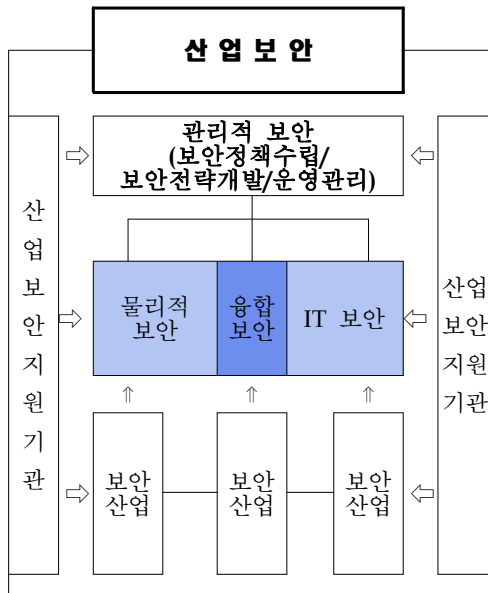 산업보안
관리적 보안
(보안정책수립/
보안전략개발/운영관리)
산
업
보
안
지
원
기
관
물리적
보안
융합
보안
IT 보안
산업
보안
지원
기관
보안
산업
보안
산업
보안
산업